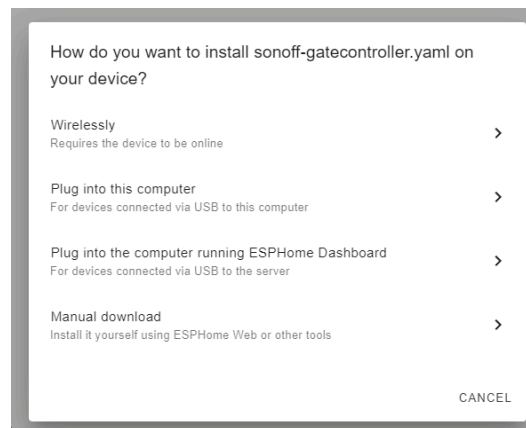 How do you want to install sonoff-gatecontroller.yaml on
your device?
Wirelessly
Requires the device to be online
Plug into this computer
For devices connected via USB to this computer
Plug into the computer running ESPHome Dashboard
For devices connected via USB to the server
Manual download
Install it yourself using ESPHome Web or other tools
CANCEL